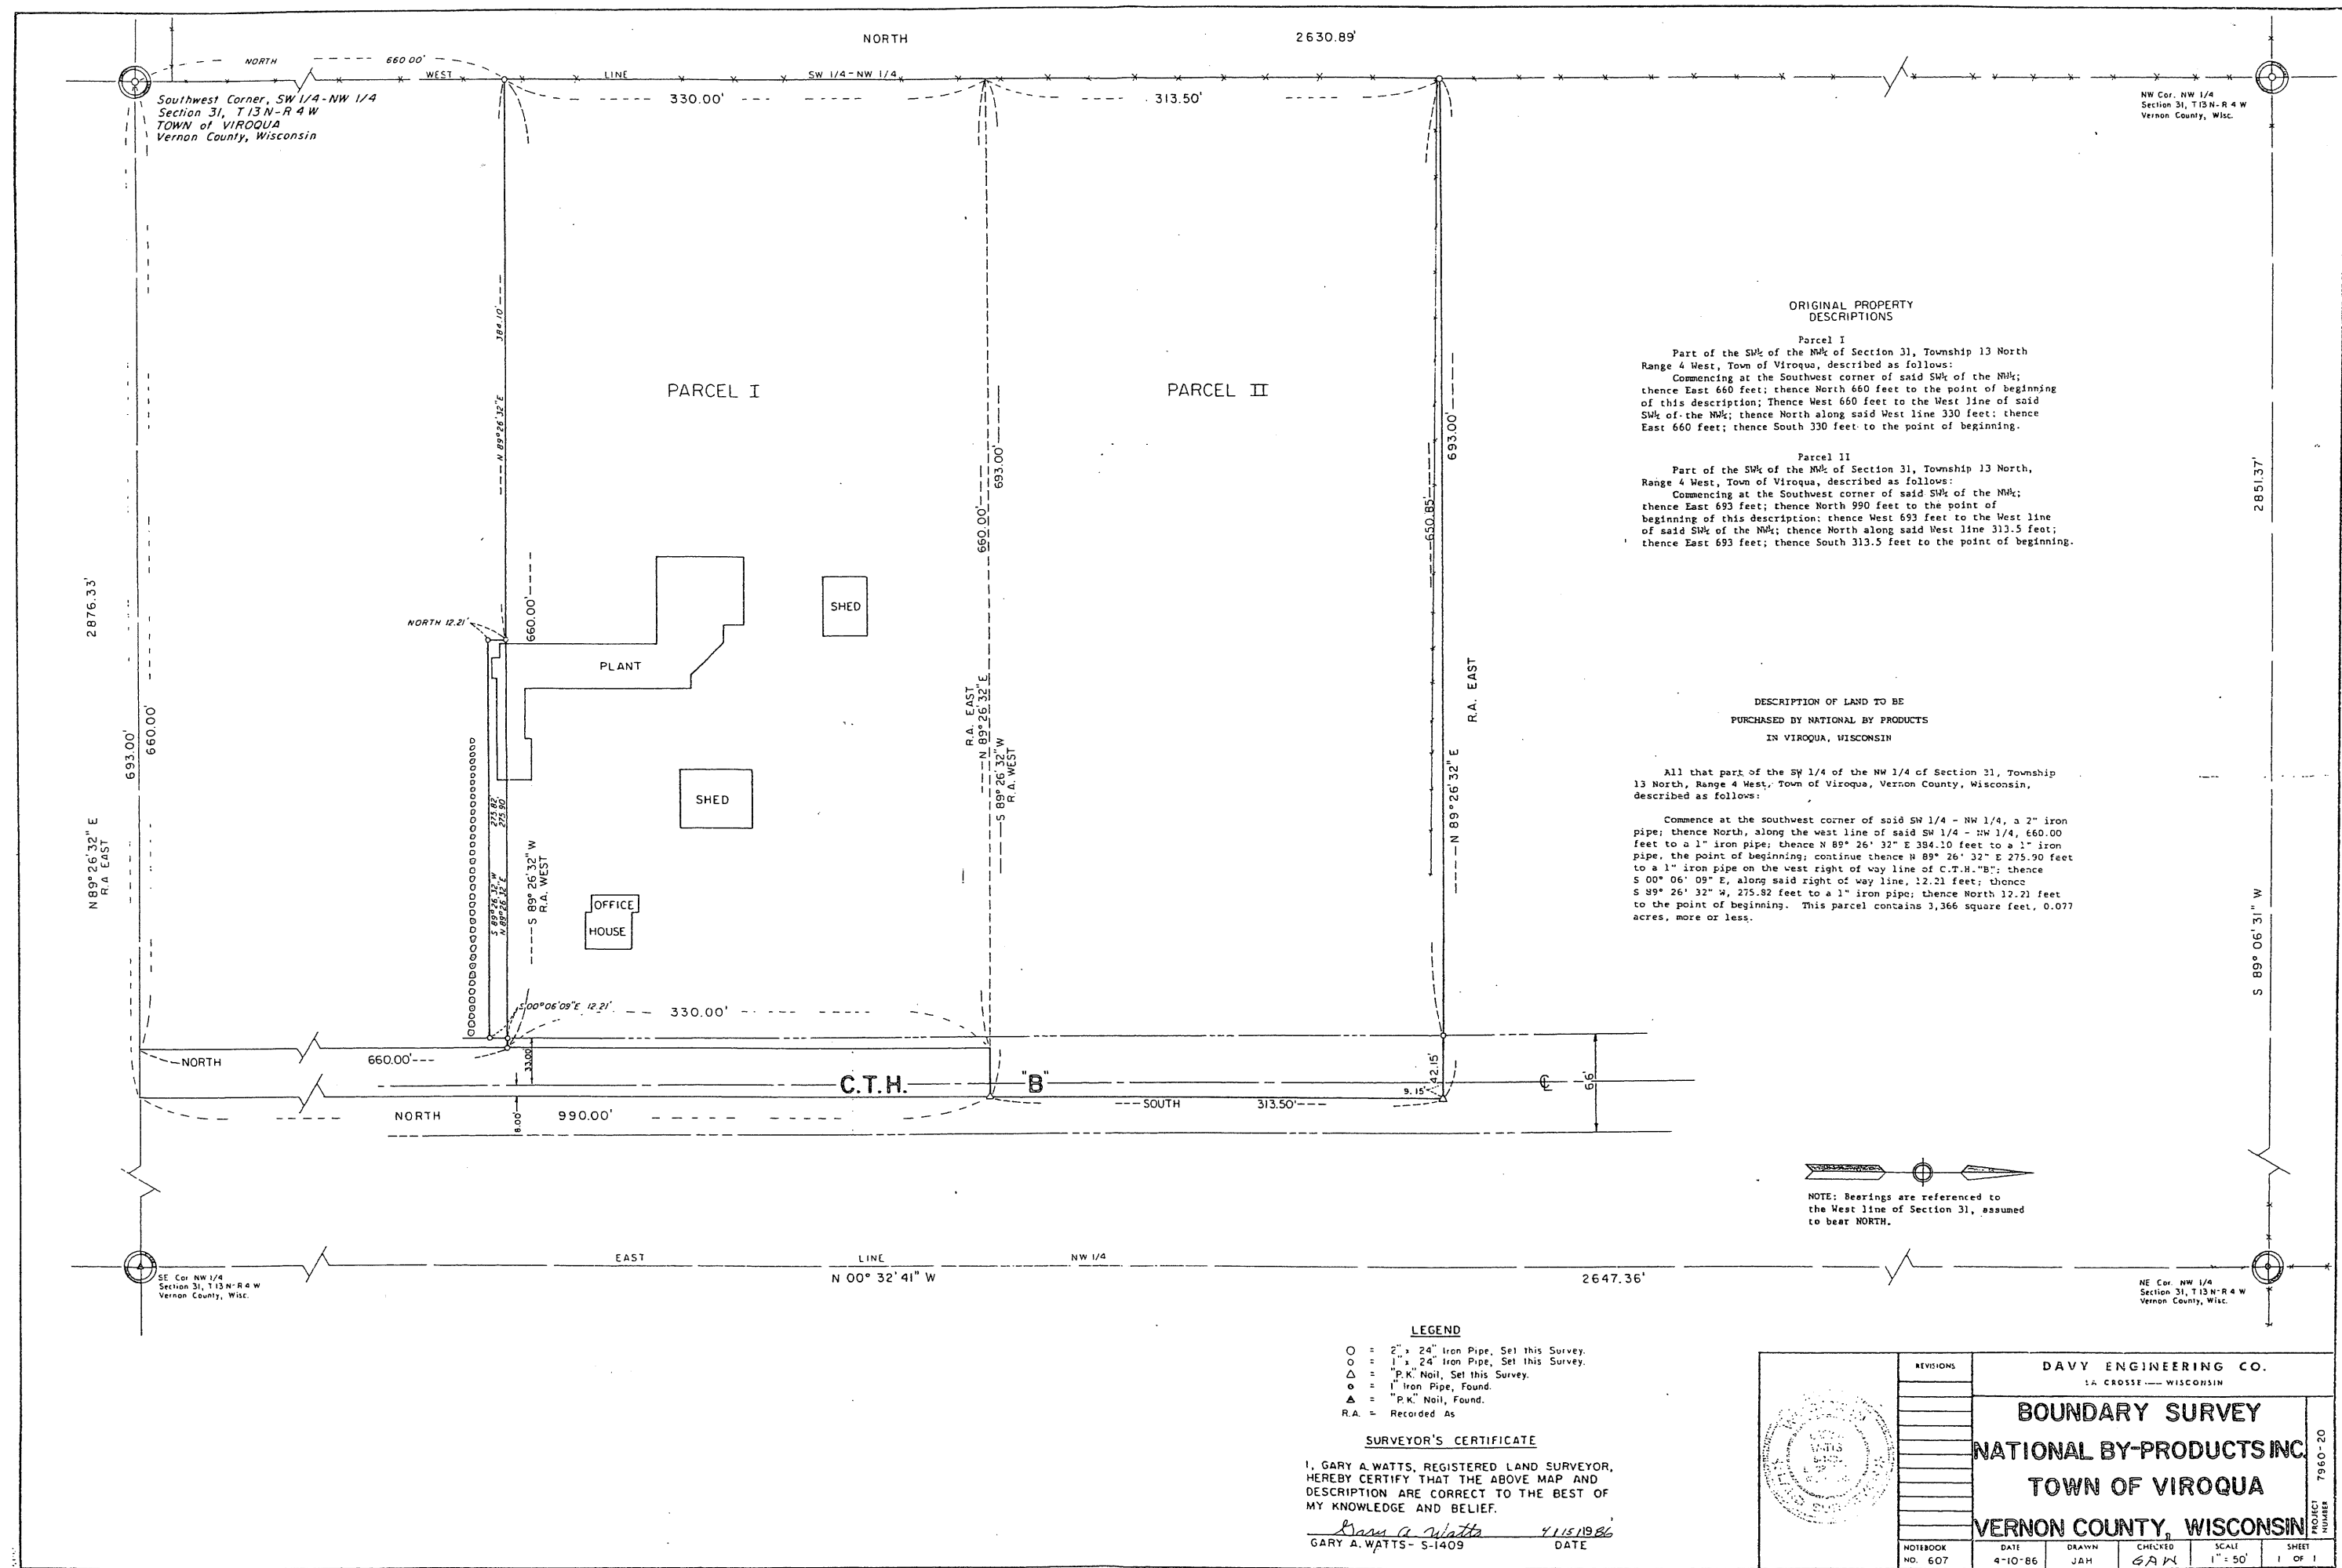 NORTH 2630.89'
NORTH 660.00'
WEST LINE SW 1/4-NW 1/4
330.00' 313.50'
Southwest Corner, SW 1/4-NW 1/4
Section 31, T 13 N-R 4 W
TOWN of VIROQUA
Vernon County, Wisconsin
NW Cor. NW 1/4
Section 31, T 13 N-R 4 W
Vernon County, Wisc.
384.10'
N 89° 26' 32" E
PARCEL I
PARCEL II
693.00'
660.00'
693.00'
650.85'
2851.37'
S 89° 06' 31" W
2876.33'
N 89° 26' 32" E
R.A. EAST
693.00'
660.00'
ORIGINAL PROPERTY
DESCRIPTIONS
Parcel I
Part of the SW¼ of the NW¼ of Section 31, Township 13 North
Range 4 West, Town of Viroqua, described as follows:
Commencing at the Southwest corner of said SW¼ of the NW¼;
thence East 660 feet; thence North 660 feet to the point of beginning
of this description; Thence West 660 feet to the West line of said
SW¼ of the NW¼; thence North along said West line 330 feet; thence
East 660 feet; thence South 330 feet to the point of beginning.
Parcel II
Part of the SW¼ of the NW¼ of Section 31, Township 13 North,
Range 4 West, Town of Viroqua, described as follows:
Commencing at the Southwest corner of said SW¼ of the NW¼;
thence East 693 feet; thence North 990 feet to the point of
beginning of this description: thence West 693 feet to the West line
of said SW¼ of the NW¼; thence North along said West line 313.5 feet;
thence East 693 feet; thence South 313.5 feet to the point of beginning.
NORTH 12.21'
660.00'
PLANT
SHED
SHED
OFFICE
HOUSE
275.82'
275.90'
S 89° 26' 32" W
N 89° 26' 32" E
S 89° 26' 32" W
R.A. WEST
R.A. EAST
N 89° 26' 32" E
S 89° 26' 32" W
R.A. WEST
R.A. EAST
N 89° 26' 32" E
DESCRIPTION OF LAND TO BE
PURCHASED BY NATIONAL BY PRODUCTS
IN VIROQUA, WISCONSIN
All that part of the SW 1/4 of the NW 1/4 of Section 31, Township
13 North, Range 4 West, Town of Viroqua, Vernon County, Wisconsin,
described as follows:
Commence at the southwest corner of said SW 1/4 - NW 1/4, a 2" iron
pipe; thence North, along the west line of said SW 1/4 - NW 1/4, 660.00
feet to a 1" iron pipe; thence N 89° 26' 32" E 384.10 feet to a 1" iron
pipe, the point of beginning; continue thence N 89° 26' 32" E 275.90 feet
to a 1" iron pipe on the west right of way line of C.T.H."B"; thence
S 00° 06' 09" E, along said right of way line, 12.21 feet; thence
S 89° 26' 32" W, 275.82 feet to a 1" iron pipe; thence North 12.21 feet
to the point of beginning. This parcel contains 3,366 square feet, 0.077
acres, more or less.
S 00° 06' 09" E 12.21'
330.00'
NORTH 660.00'
33.00'
C.T.H. "B"
42.15'
9.15'
66'
NORTH 990.00'
8.00'
SOUTH 313.50'
NOTE: Bearings are referenced to
the West line of Section 31, assumed
to bear NORTH.
EAST LINE NW 1/4
N 00° 32' 41" W 2647.36'
SE Cor NW 1/4
Section 31, T 13 N-R 4 W
Vernon County, Wisc.
NE Cor. NW 1/4
Section 31, T 13 N-R 4 W
Vernon County, Wisc.
LEGEND
= 2" x 24" Iron Pipe, Set this Survey.
= 1" x 24" Iron Pipe, Set this Survey.
= "P.K." Nail, Set this Survey.
= 1" Iron Pipe, Found.
= "P.K." Nail, Found.
R.A. = Recorded As
SURVEYOR'S CERTIFICATE
I, GARY A. WATTS, REGISTERED LAND SURVEYOR,
HEREBY CERTIFY THAT THE ABOVE MAP AND
DESCRIPTION ARE CORRECT TO THE BEST OF
MY KNOWLEDGE AND BELIEF.
Gary A. Watts 4/15/1986
GARY A. WATTS - S-1409 DATE
REVISIONS
DAVY ENGINEERING CO.
LA CROSSE — WISCONSIN
BOUNDARY SURVEY
NATIONAL BY-PRODUCTS INC.
TOWN OF VIROQUA
VERNON COUNTY, WISCONSIN
PROJECT NUMBER 7960-20
NOTEBOOK NO. 607
DATE 4-10-86
DRAWN JAH
CHECKED GAW
SCALE 1" = 50'
SHEET 1 OF 1